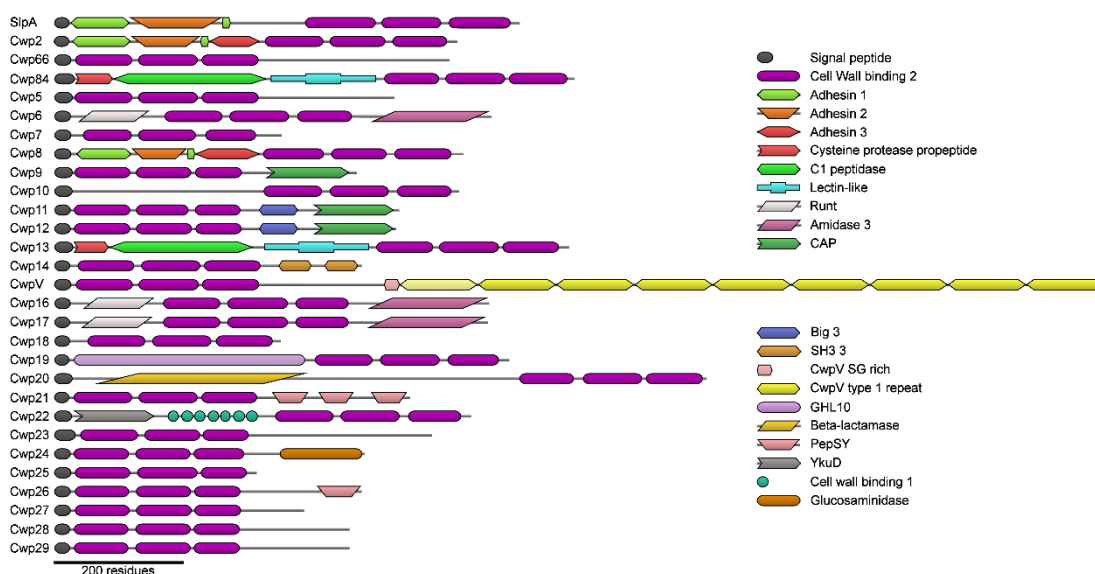 SlpA
Cwp2
Cwp66
Cwp84
Cwp5
Cwp6
Cwp7
Cwp8
Cwp9
Cwp10
Cwp11
Cwp12
Cwp13
Cwp14
CwpV
Cwp16
Cwp17
Cwp18
Cwp19
Cwp20
Cwp21
Cwp22
Cwp23
Cwp24
Cwp25
Cwp26
Cwp27
Cwp28
Cwp29
200 residues
Signal peptide
Cell Wall binding 2
Adhesin 1
Adhesin 2
Adhesin 3
Cysteine protease propeptide
C1 peptidase
Lectin-like
Runt
Amidase 3
CAP
Big 3
SH3 3
CwpV SG rich
CwpV type 1 repeat
GHL10
Beta-lactamase
PepSY
YkuD
Cell wall binding 1
Glucosaminidase